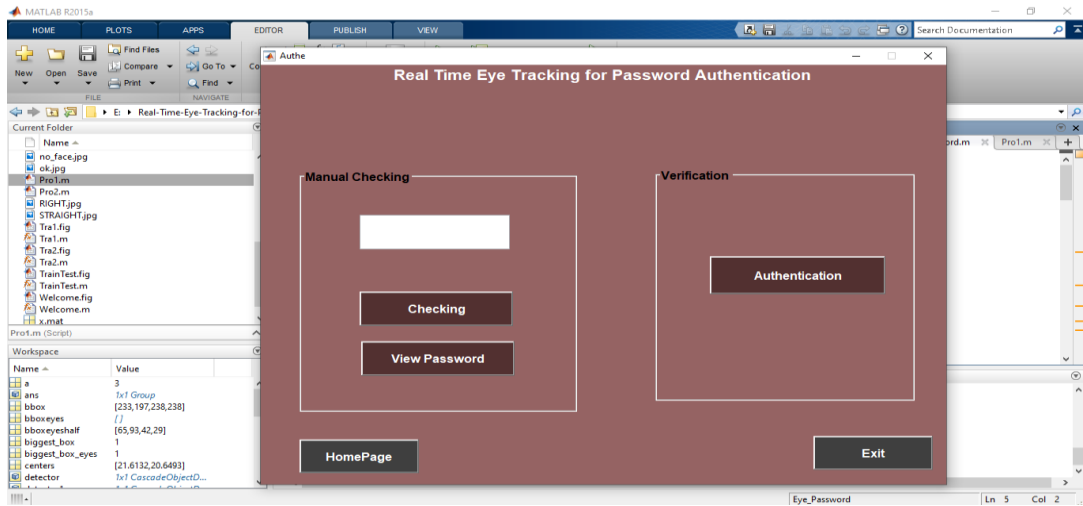 MATLAB R2015a
HOME PLOTS APPS EDITOR PUBLISH VIEW
Search Documentation
New Open Save
Find Files
Compare
Print
Go To
Find
FILE
NAVIGATE
E: Real-Time-Eye-Tracking-for-
Current Folder
Name
no_face.jpg
ok.jpg
Pro1.m
Pro2.m
RIGHT.jpg
STRAIGHT.jpg
Tra1.fig
Tra1.m
Tra2.fig
Tra2.m
TrainTest.fig
TrainTest.m
Welcome.fig
Welcome.m
x.mat
Pro1.m (Script)
Workspace
Name Value
a 3
ans 1x1 Group
bbox [233,197,238,238]
bboxeyes []
bboxeyeshalf [65,93,42,29]
biggest_box 1
biggest_box_eyes 1
centers [21.6132,20.6493]
detector 1x1 CascadeObjectD...
Authe
Real Time Eye Tracking for Password Authentication
Manual Checking
Checking
View Password
Verification
Authentication
HomePage
Exit
ord.m Pro1.m
Eye_Password
Ln 5 Col 2